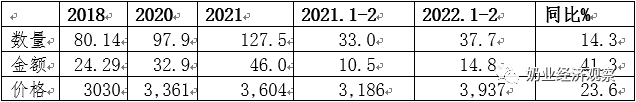 2018 2020 2021 2021.1-2 2022.1-2 同比%
数量 80.14 97.9 127.5 33.0 37.7 14.3
金额 24.29 32.9 46.0 10.5 14.8 41.3
价格 3030 3,361 3,604 3,186 3,937 23.6
奶业经济观察